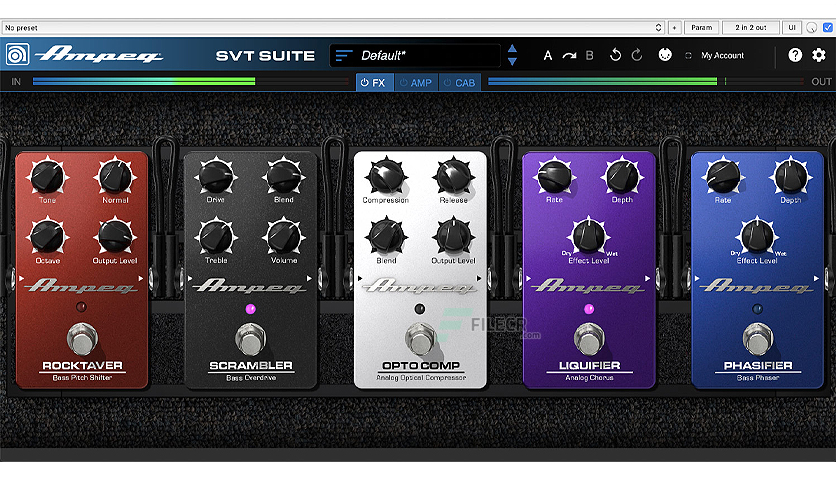 No preset + Param 2 in 2 out UI
Ampeg SVT SUITE Default* A B My Account ?
IN FX AMP CAB OUT
Tone Normal
Octave Output Level
Ampeg
ROCKTAVER
Bass Pitch Shifter
Drive Blend
Treble Volume
Ampeg
SCRAMBLER
Bass Overdrive
Compression Release
Blend Output Level
Ampeg
FILECR
.com
OPTO COMP
Analog Optical Compressor
Rate Depth
Dry Wet
Effect Level
Ampeg
LIQUIFIER
Analog Chorus
Rate Depth
Dry Wet
Effect Level
Ampeg
PHASIFIER
Bass Phaser